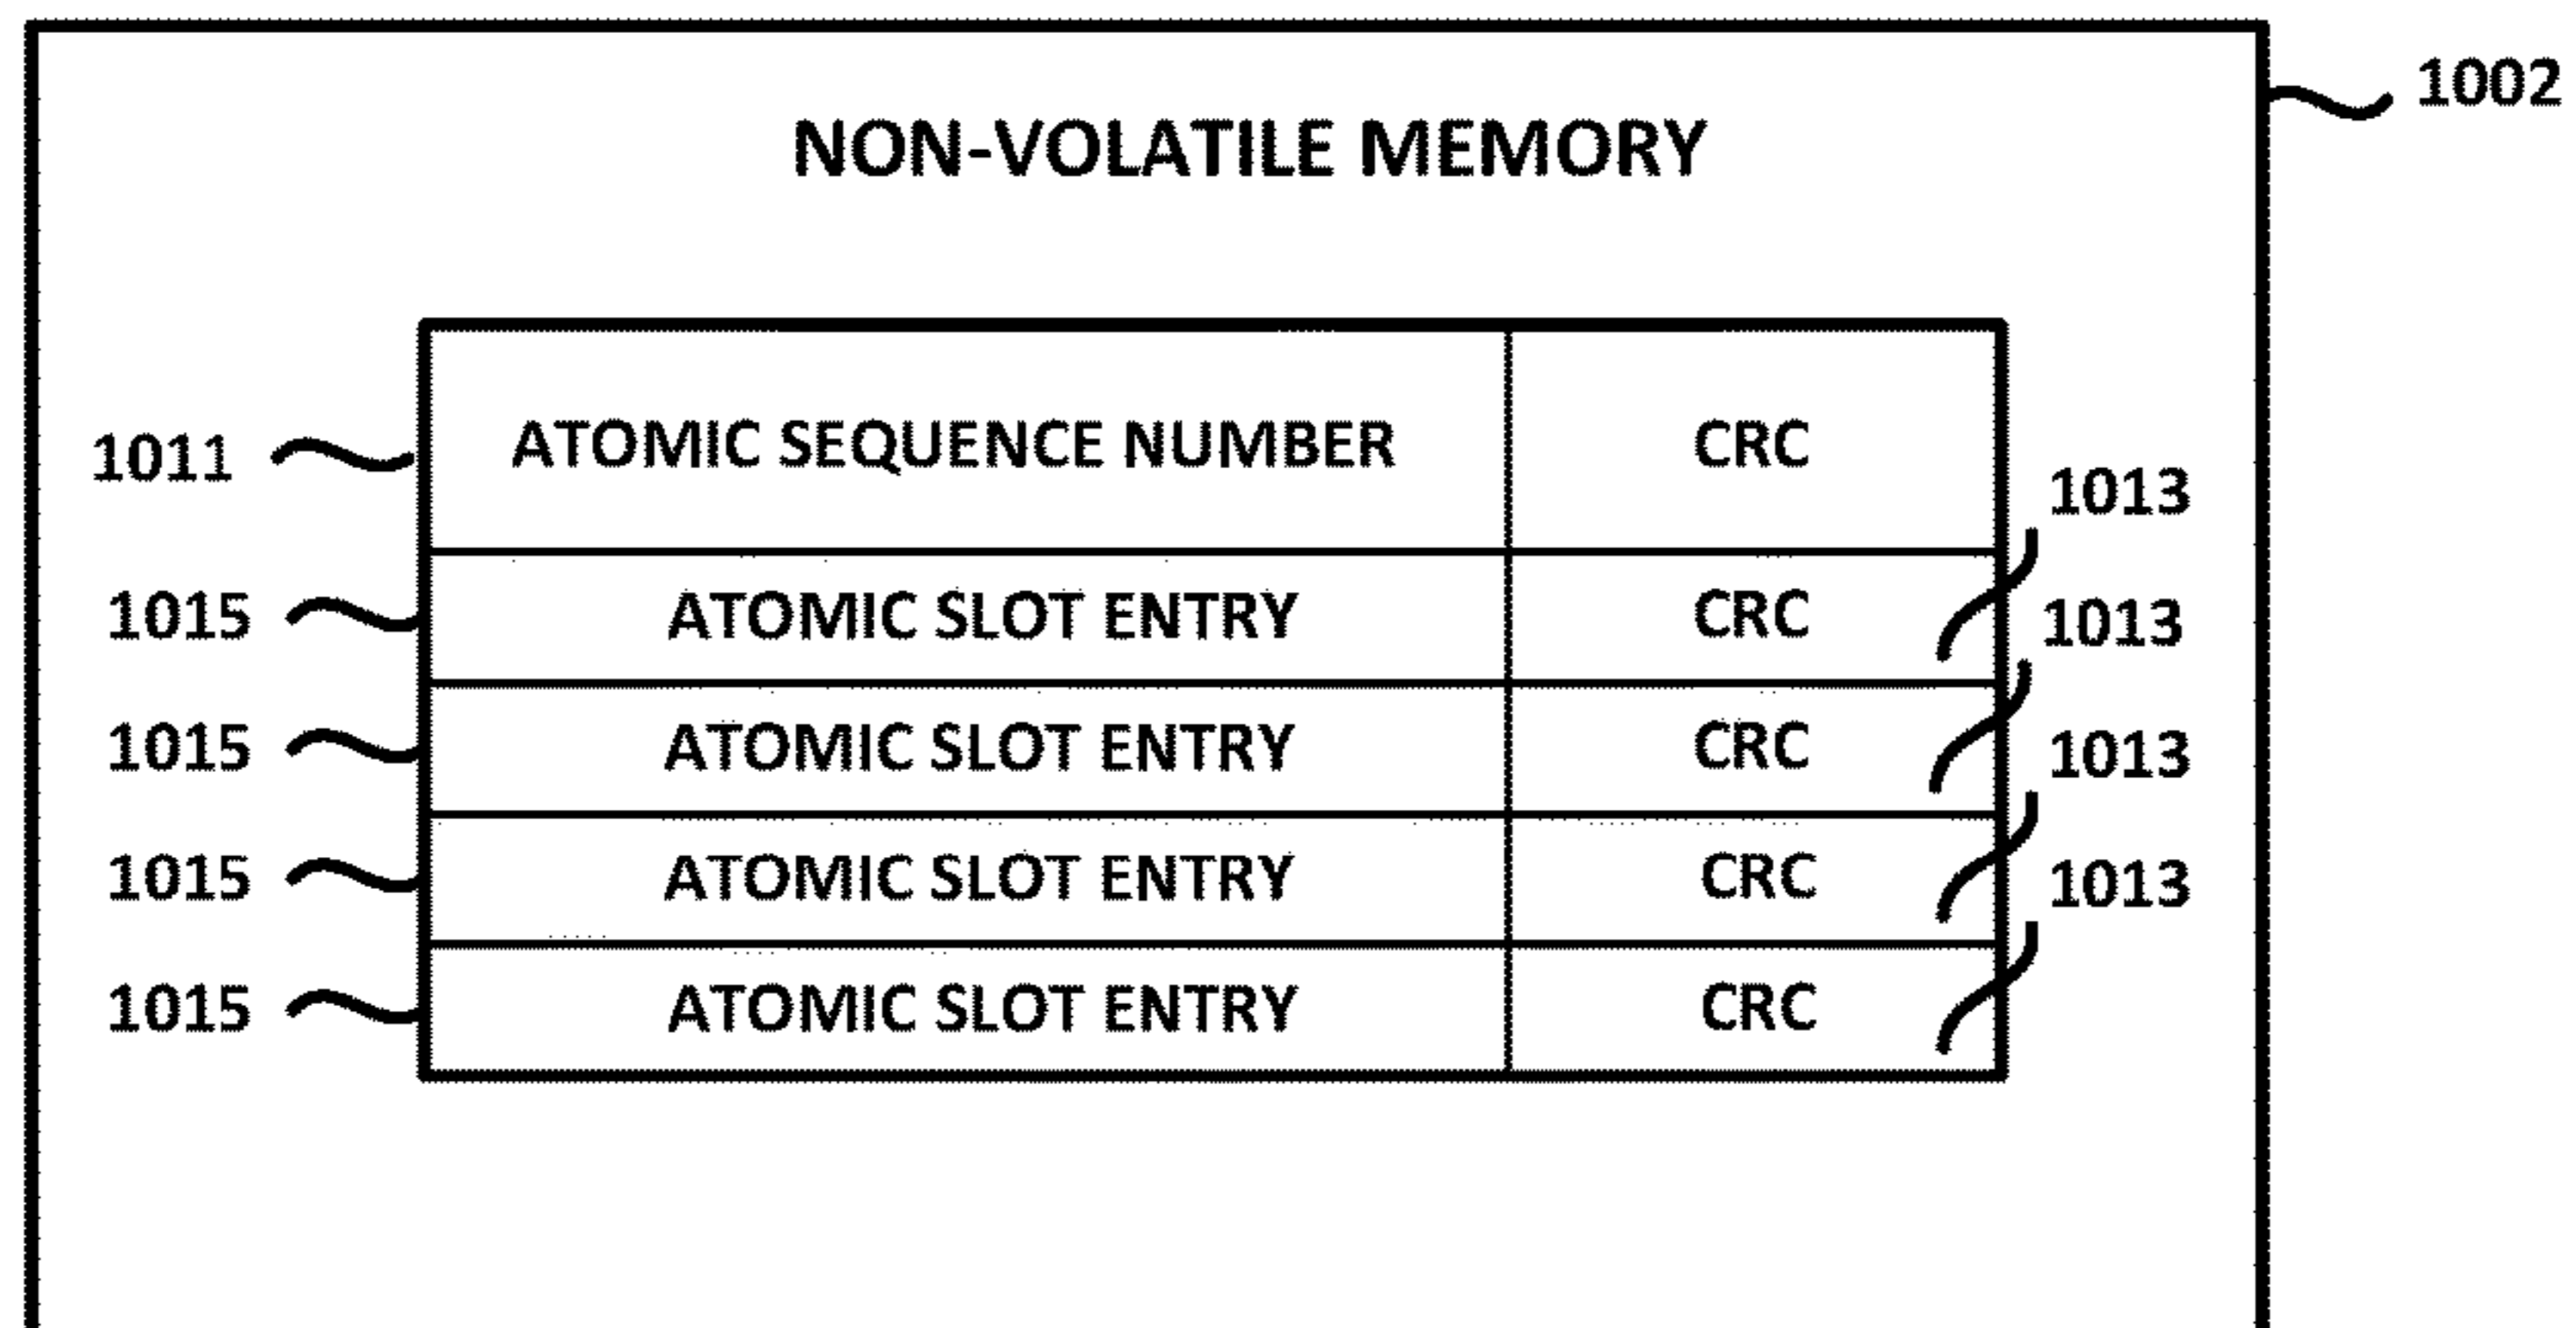 1002
NON-VOLATILE MEMORY
1011 ATOMIC SEQUENCE NUMBER CRC
1013
1015 ATOMIC SLOT ENTRY CRC
1013
1015 ATOMIC SLOT ENTRY CRC
1013
1015 ATOMIC SLOT ENTRY CRC
1013
1015 ATOMIC SLOT ENTRY CRC